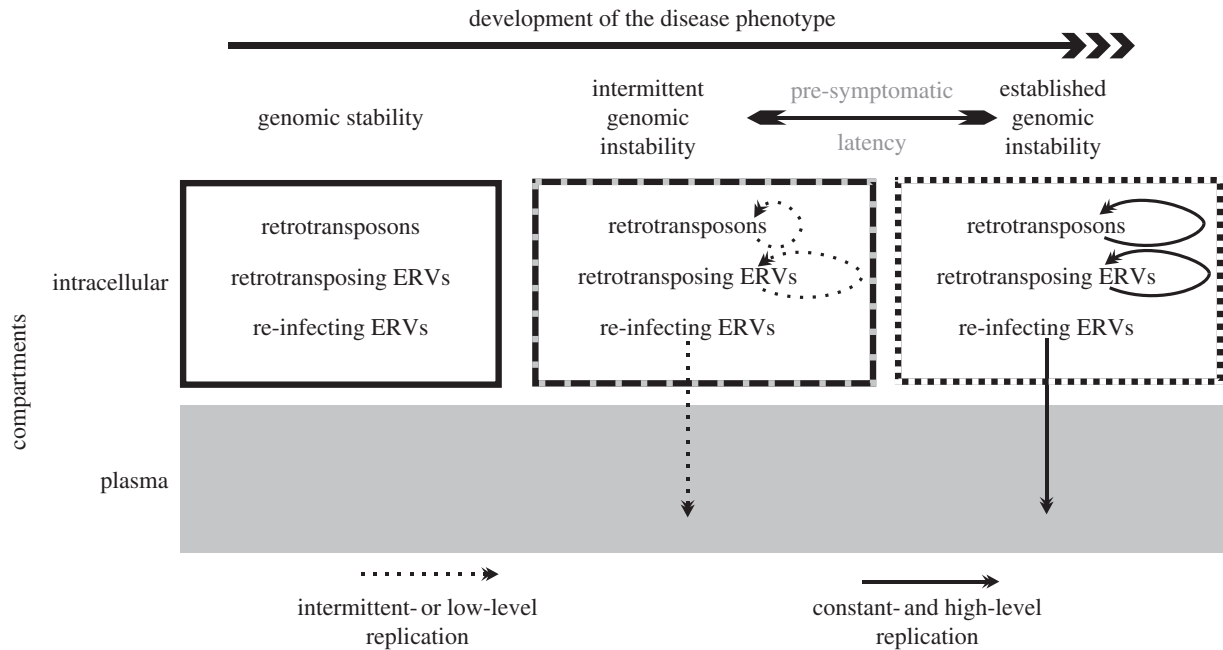 development of the disease phenotype
genomic stability
intermittent
genomic
instability
pre-symptomatic
latency
established
genomic
instability
compartments
intracellular
retrotransposons
retrotransposing ERVs
re-infecting ERVs
retrotransposons
retrotransposing ERVs
re-infecting ERVs
retrotransposons
retrotransposing ERVs
re-infecting ERVs
plasma
intermittent- or low-level
replication
constant- and high-level
replication